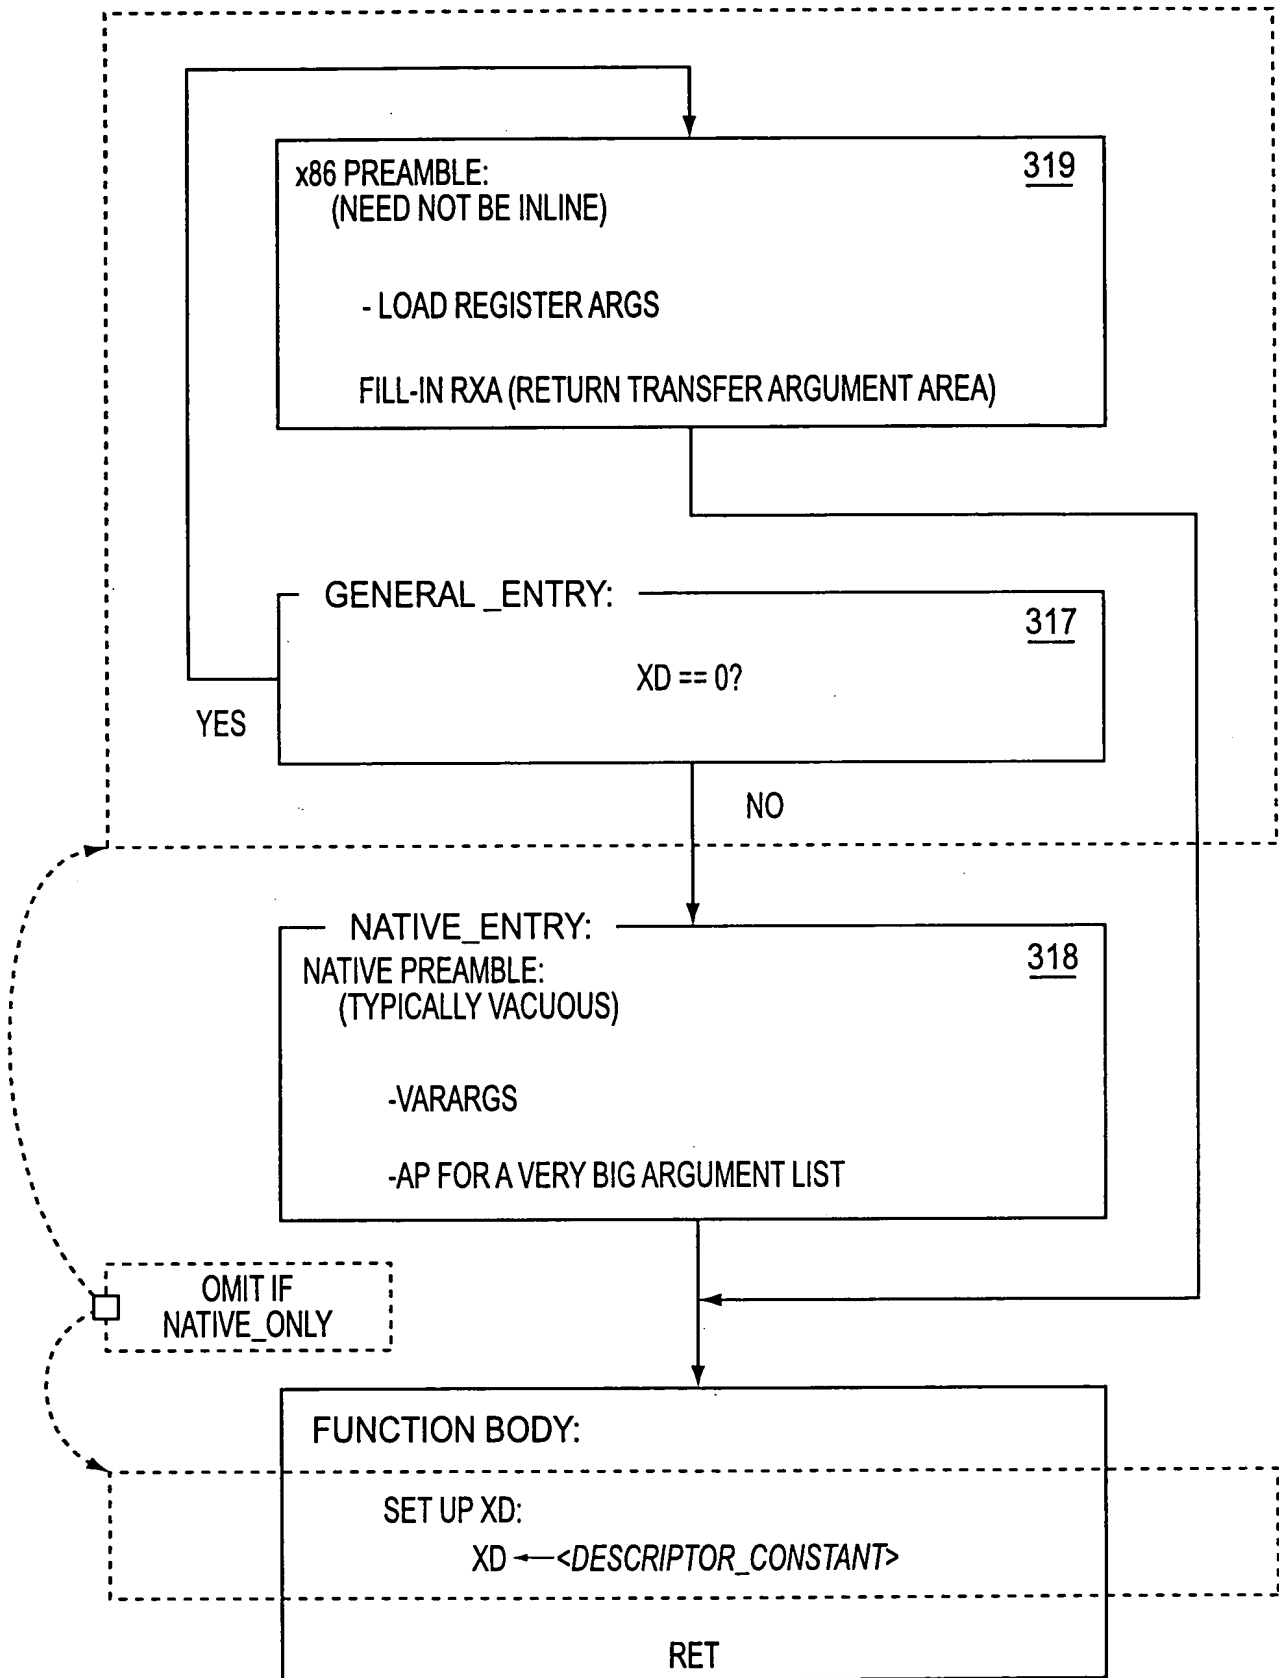 x86 PREAMBLE:
319
(NEED NOT BE INLINE)
- LOAD REGISTER ARGS
FILL-IN RXA (RETURN TRANSFER ARGUMENT AREA)
GENERAL _ENTRY:
317
XD == 0?
YES
NO
NATIVE_ENTRY:
318
NATIVE PREAMBLE:
(TYPICALLY VACUOUS)
-VARARGS
-AP FOR A VERY BIG ARGUMENT LIST
OMIT IF
NATIVE_ONLY
FUNCTION BODY:
SET UP XD:
XD ←<DESCRIPTOR_CONSTANT>
RET